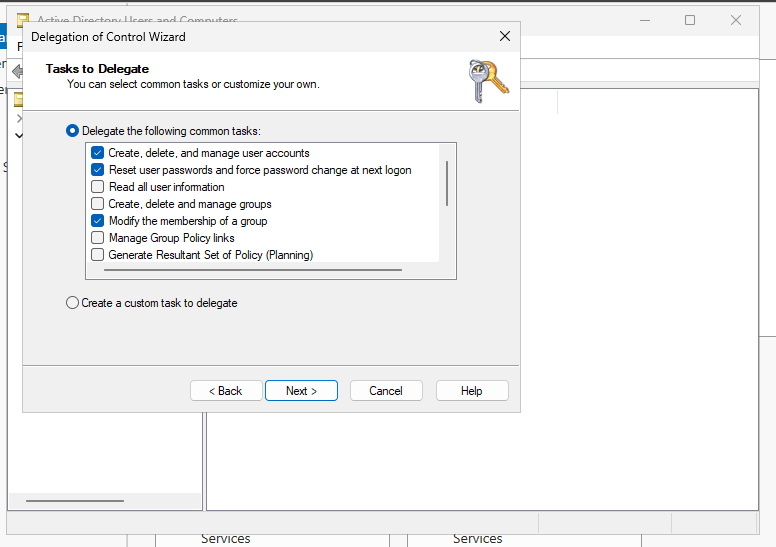 Active Directory Users and Computers
Delegation of Control Wizard
Tasks to Delegate
You can select common tasks or customize your own.
Delegate the following common tasks:
Create, delete, and manage user accounts
Reset user passwords and force password change at next logon
Read all user information
Create, delete and manage groups
Modify the membership of a group
Manage Group Policy links
Generate Resultant Set of Policy (Planning)
Create a custom task to delegate
< Back
Next >
Cancel
Help
Services
Services